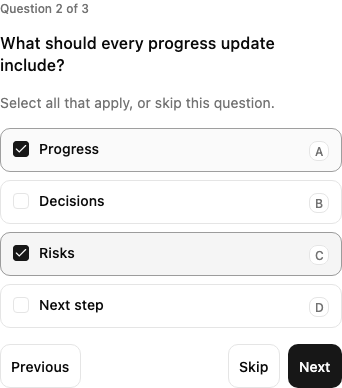 Question 2 of 3
What should every progress update
include?
Select all that apply, or skip this question.
Progress A
Decisions B
Risks C
Next step D
Previous Skip Next